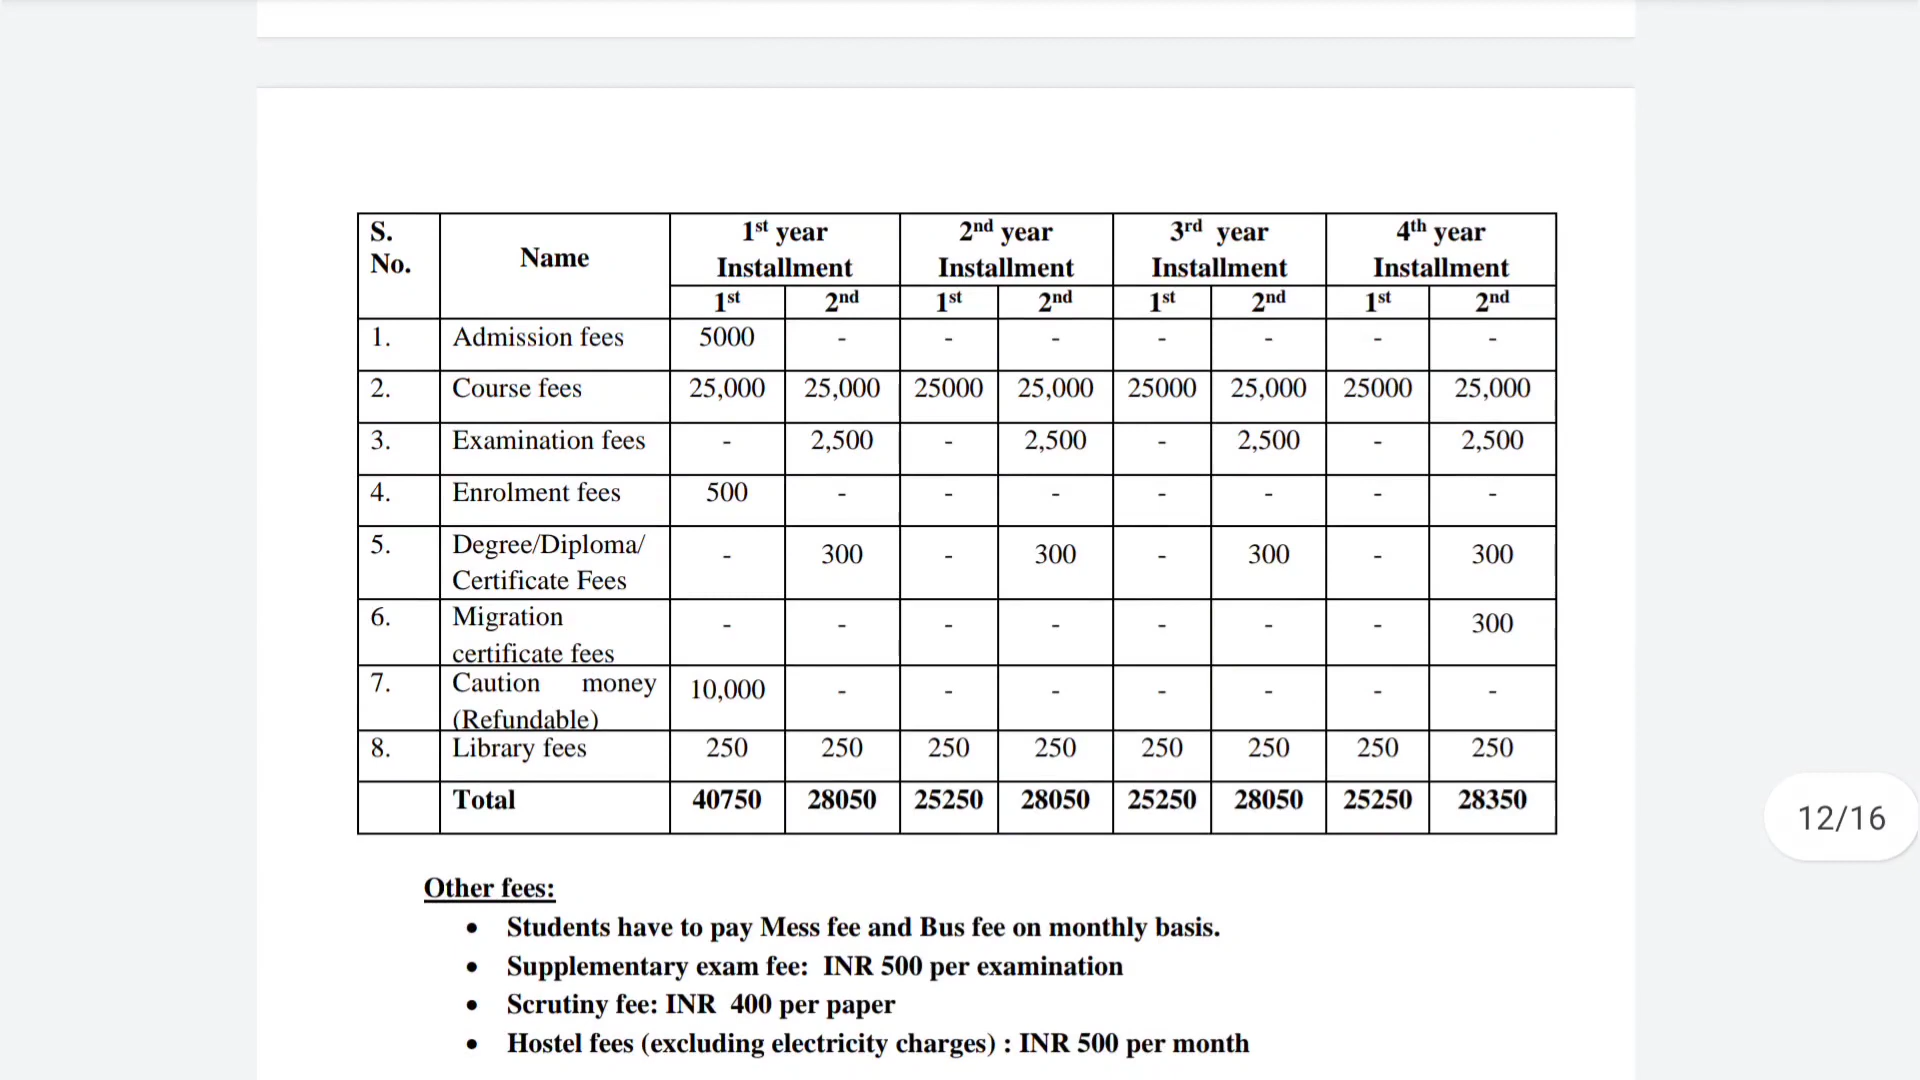 S. No. Name 1st year Installment 2nd year Installment 3rd year Installment 4th year Installment
1st 2nd 1st 2nd 1st 2nd 1st 2nd
1. Admission fees 5000 - - - - - - -
2. Course fees 25,000 25,000 25000 25,000 25000 25,000 25000 25,000
3. Examination fees - 2,500 - 2,500 - 2,500 - 2,500
4. Enrolment fees 500 - - - - - - -
5. Degree/Diploma/ Certificate Fees - 300 - 300 - 300 - 300
6. Migration certificate fees - - - - - - - 300
7. Caution money (Refundable) 10,000 - - - - - - -
8. Library fees 250 250 250 250 250 250 250 250
Total 40750 28050 25250 28050 25250 28050 25250 28350
12/16
Other fees:
• Students have to pay Mess fee and Bus fee on monthly basis.
• Supplementary exam fee: INR 500 per examination
• Scrutiny fee: INR 400 per paper
• Hostel fees (excluding electricity charges) : INR 500 per month